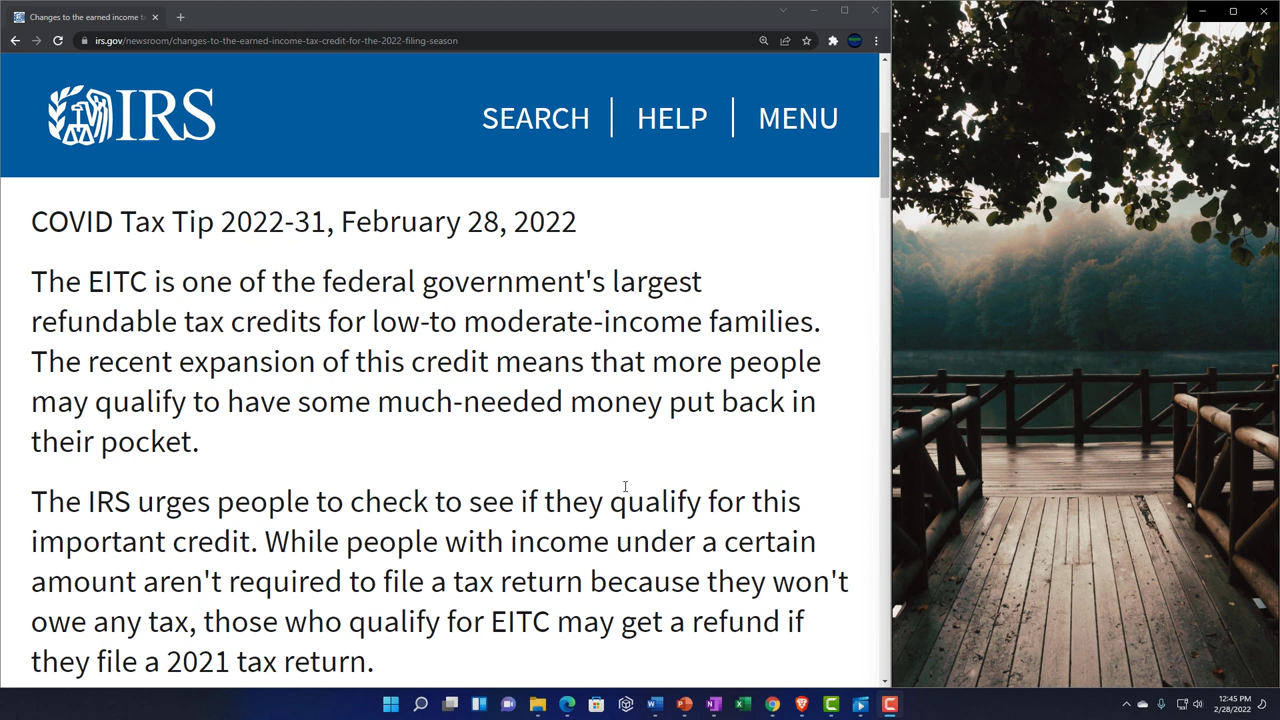 Changes to the earned income t
irs.gov/newsroom/changes-to-the-earned-income-tax-credit-for-the-2022-filing-season
IRS
SEARCH
HELP
MENU
COVID Tax Tip 2022-31, February 28, 2022
The EITC is one of the federal government's largest
refundable tax credits for low-to moderate-income families.
The recent expansion of this credit means that more people
may qualify to have some much-needed money put back in
their pocket.
The IRS urges people to check to see if they qualify for this
important credit. While people with income under a certain
amount aren't required to file a tax return because they won't
owe any tax, those who qualify for EITC may get a refund if
they file a 2021 tax return.
12:45 PM
2/28/2022